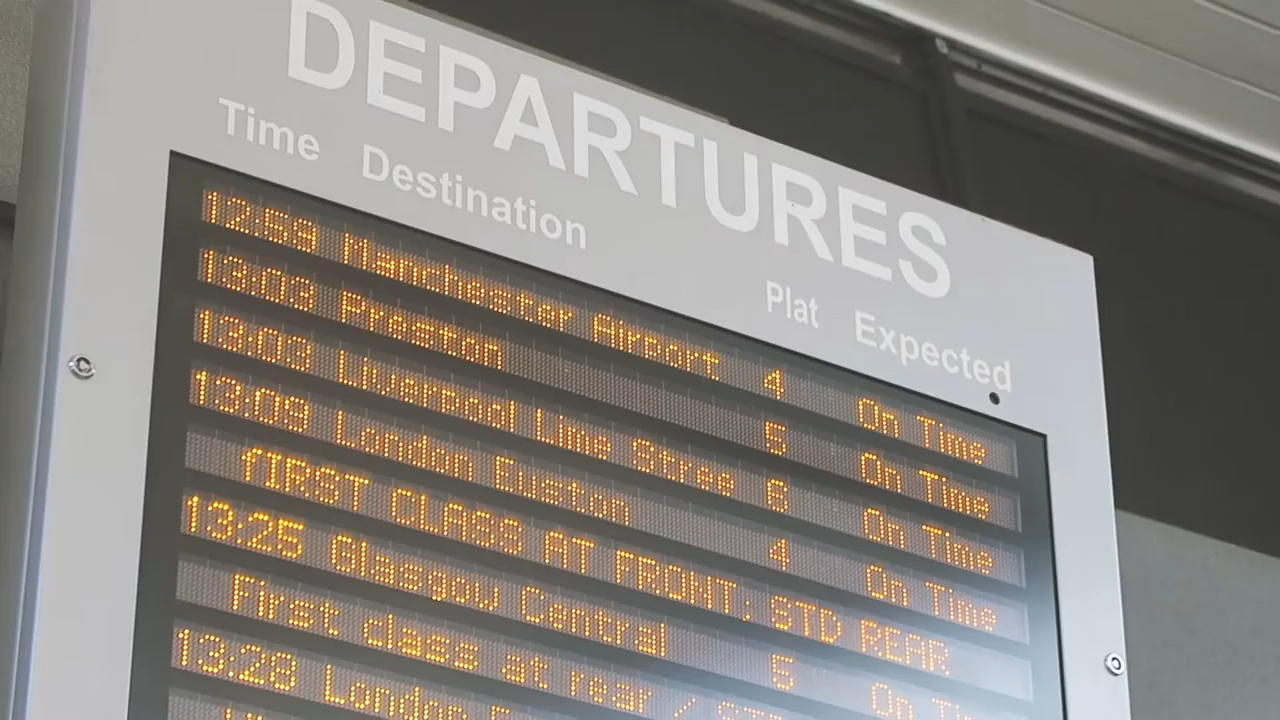 DEPARTURES
Time Destination Plat Expected
12:59 Manchester Airport 4 On Time
13:03 Preston 5 On Time
13:03 Liverpool Lime Stree 6 On Time
13:09 London Euston 4 On Time
fIRST CLASS AT FRONT: STD REAR
13:25 Glasgow Central 5 On Time
First class at rear / STD
13:28 London